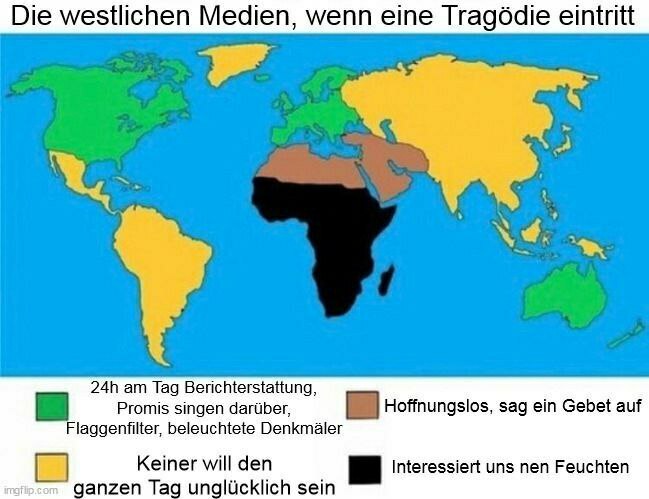 Die westlichen Medien, wenn eine Tragödie eintritt
24h am Tag Berichterstattung,
Promis singen darüber,
Flaggenfilter, beleuchtete Denkmäler
Hoffnungslos, sag ein Gebet auf
Keiner will den
ganzen Tag unglücklich sein
Interessiert uns nen Feuchten
imgflip.com